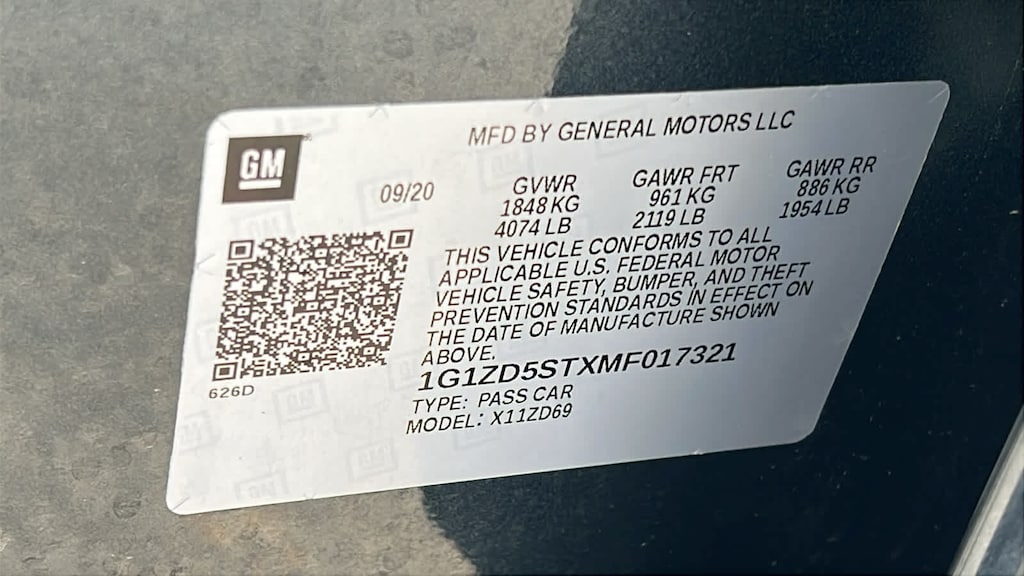 MFD BY GENERAL MOTORS LLC
GM
09/20
GVWR
1848 KG
4074 LB
GAWR FRT
961 KG
2119 LB
GAWR RR
886 KG
1954 LB
THIS VEHICLE CONFORMS TO ALL
APPLICABLE U.S. FEDERAL MOTOR
VEHICLE SAFETY, BUMPER, AND THEFT
PREVENTION STANDARDS IN EFFECT ON
THE DATE OF MANUFACTURE SHOWN
ABOVE.
1G1ZD5STXMF017321
TYPE: PASS CAR
MODEL: X11ZD69
626D